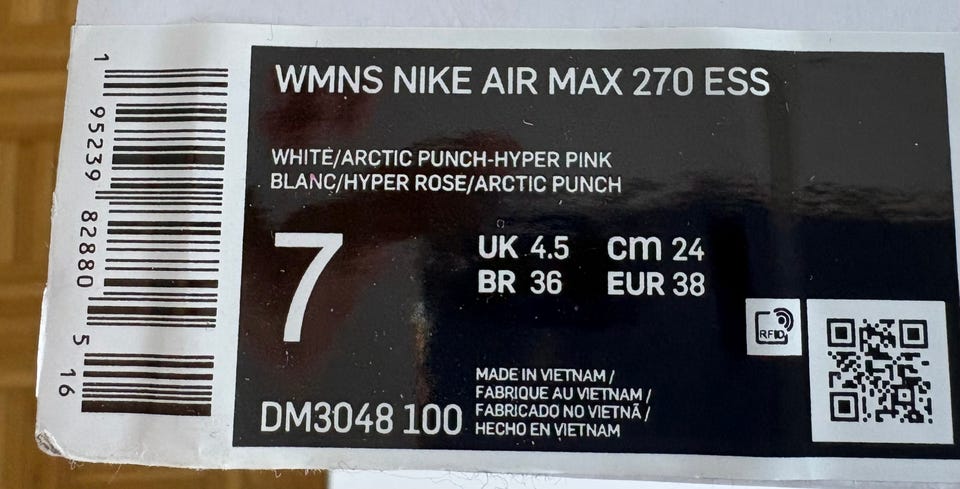 WMNS NIKE AIR MAX 270 ESS
WHITE/ARCTIC PUNCH-HYPER PINK
BLANC/HYPER ROSE/ARCTIC PUNCH
7
UK 4.5 cm 24
BR 36 EUR 38
MADE IN VIETNAM /
FABRIQUE AU VIETNAM /
FABRICADO NO VIETNÃ /
HECHO EN VIETNAM
DM3048 100
RFID
1 95239 82880 5 16